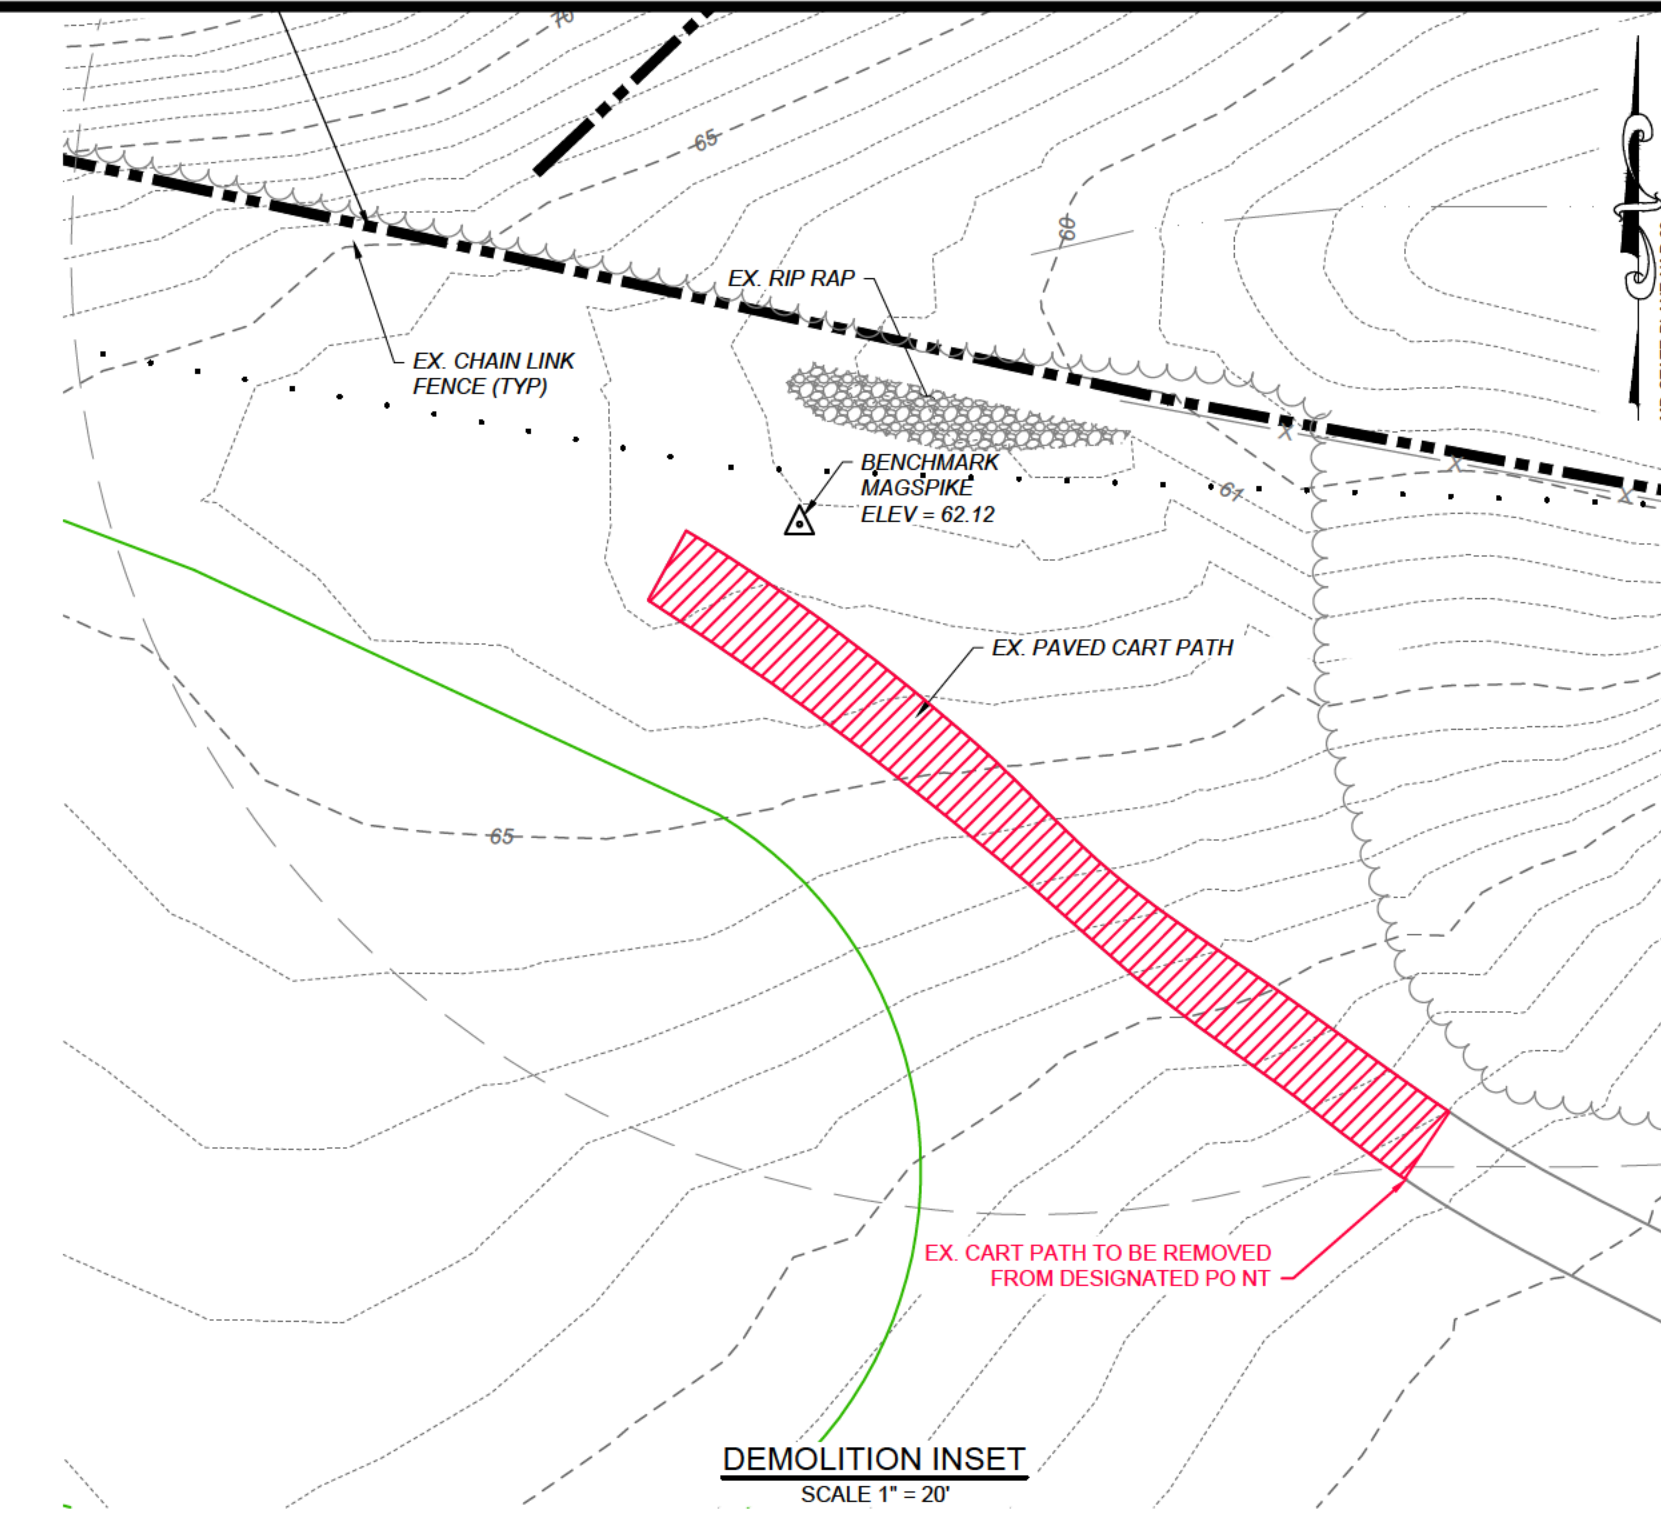 70
65
60
EX. RIP RAP
EX. CHAIN LINK
FENCE (TYP)
BENCHMARK
MAGSPIKE
ELEV = 62.12
61
X
X
X
EX. PAVED CART PATH
65
EX. CART PATH TO BE REMOVED
FROM DESIGNATED PO NT
DEMOLITION INSET
SCALE 1" = 20'